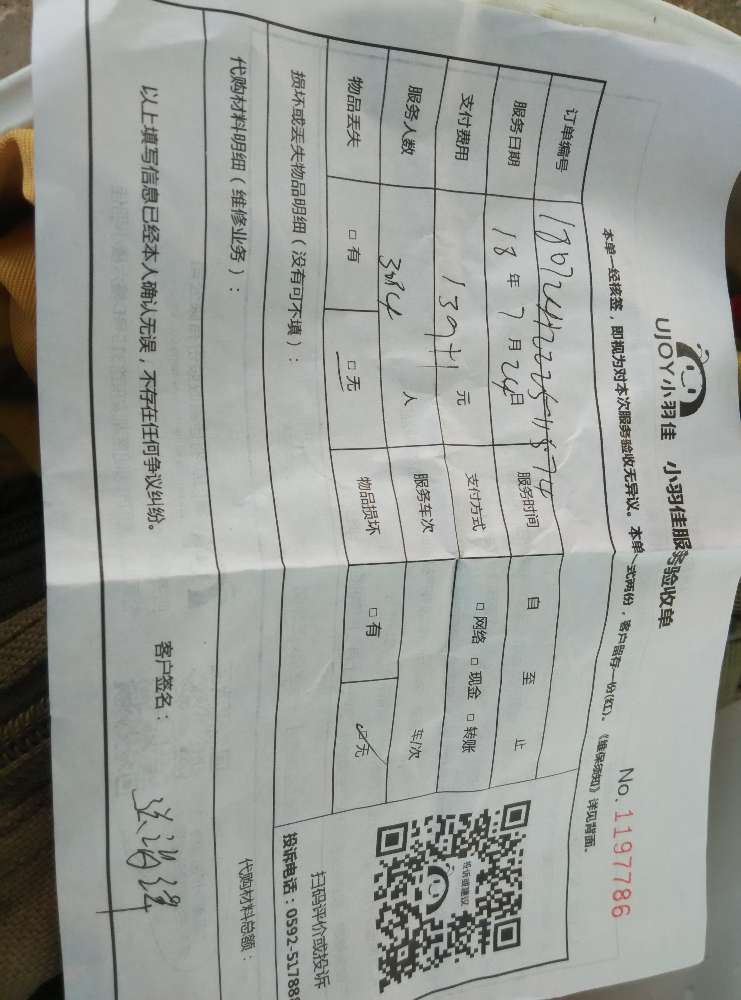 UJOY小羽佳 小羽佳服务验收单
No. 1197786
本单一经核签，即视为对本次服务验收无异议。本单一式两份，客户留存一份(红)。《维保须知》详见背面。
订单编号
服务日期 18 年 7 月 24 日 服务时间 自 至 止
支付费用 元 支付方式 □ 网络 □ 现金 □ 转账
服务人数 人 服务车次 车/次
物品丢失 □ 有 □ 无 物品损坏 □ 有 □ 无
损坏或丢失物品明细（没有可不填）：
投诉建议
扫码评价或投诉
投诉电话：0592-51788
代购材料明细（维修业务）：
代购材料总额：
以上填写信息已经本人确认无误，不存在任何争议纠纷。
客户签名：